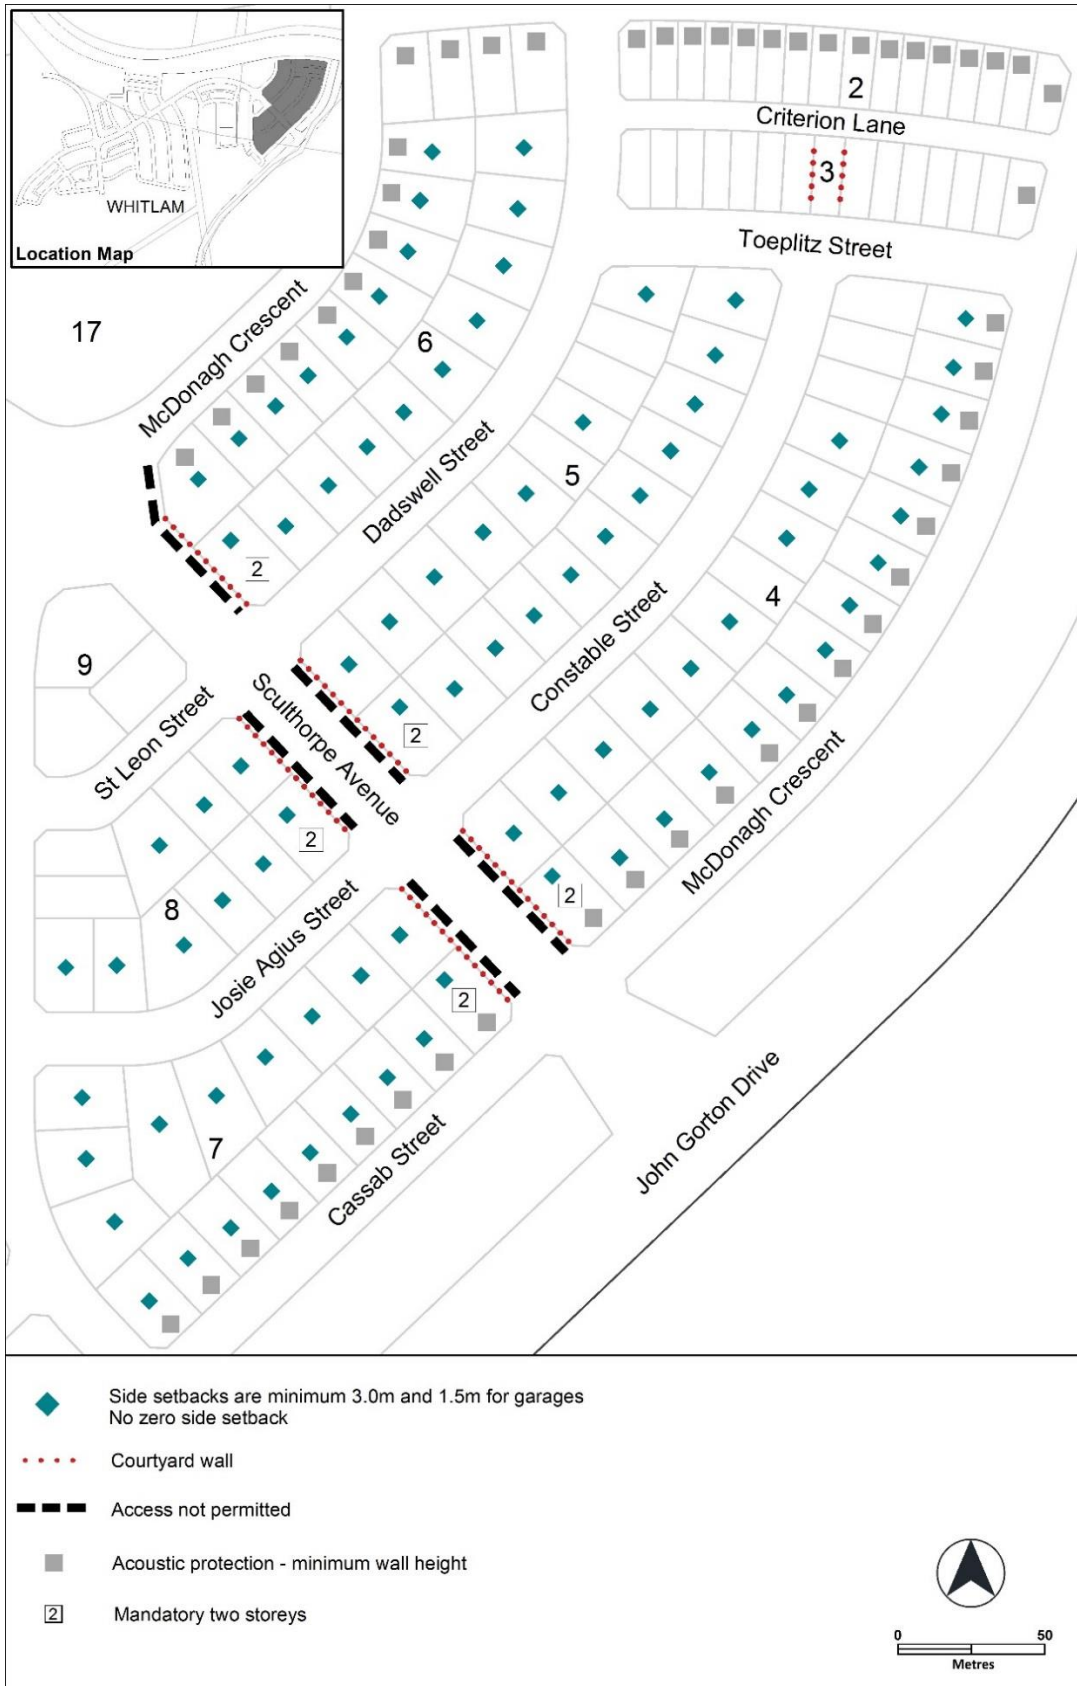 WHITLAM
Location Map
2
Criterion Lane
3
Toeplitz Street
17
McDonagh Crescent
6
Dadswell Street
5
2
9
St Leon Street
Sculthorpe Avenue
Constable Street
4
2
2
McDonagh Crescent
8
2
Josie Agius Street
2
7
Cassab Street
John Gorton Drive
Side setbacks are minimum 3.0m and 1.5m for garages
No zero side setback
Courtyard wall
Access not permitted
Acoustic protection - minimum wall height
2 Mandatory two storeys
0 50
Metres